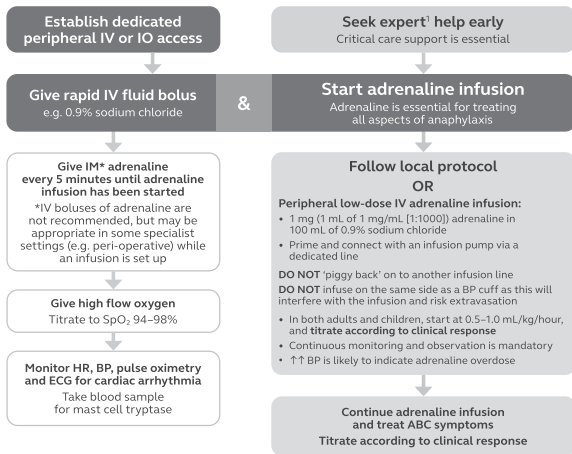 Establish dedicated
peripheral IV or IO access
Seek expert¹ help early
Critical care support is essential
Give rapid IV fluid bolus
e.g. 0.9% sodium chloride
&
Start adrenaline infusion
Adrenaline is essential for treating
all aspects of anaphylaxis
Give IM* adrenaline
every 5 minutes until adrenaline
infusion has been started
*IV boluses of adrenaline are
not recommended, but may be
appropriate in some specialist
settings (e.g. peri-operative) while
an infusion is set up
Give high flow oxygen
Titrate to SpO₂ 94–98%
Monitor HR, BP, pulse oximetry
and ECG for cardiac arrhythmia
Take blood sample
for mast cell tryptase
Follow local protocol
OR
Peripheral low-dose IV adrenaline infusion:
• 1 mg (1 mL of 1 mg/mL [1:1000]) adrenaline in
100 mL of 0.9% sodium chloride
• Prime and connect with an infusion pump via a
dedicated line
DO NOT ‘piggy back’ on to another infusion line
DO NOT infuse on the same side as a BP cuff as this will
interfere with the infusion and risk extravasation
• In both adults and children, start at 0.5–1.0 mL/kg/hour,
and titrate according to clinical response
• Continuous monitoring and observation is mandatory
• ↑↑ BP is likely to indicate adrenaline overdose
Continue adrenaline infusion
and treat ABC symptoms
Titrate according to clinical response